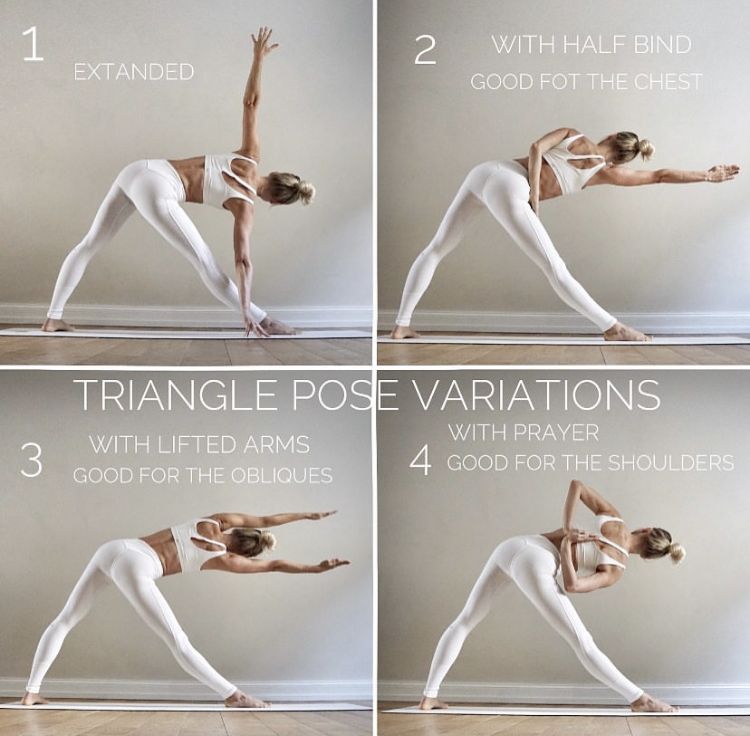 1
EXTANDED
2
WITH HALF BIND
GOOD FOT THE CHEST
TRIANGLE POSE VARIATIONS
3
WITH LIFTED ARMS
GOOD FOR THE OBLIQUES
4
WITH PRAYER
GOOD FOR THE SHOULDERS